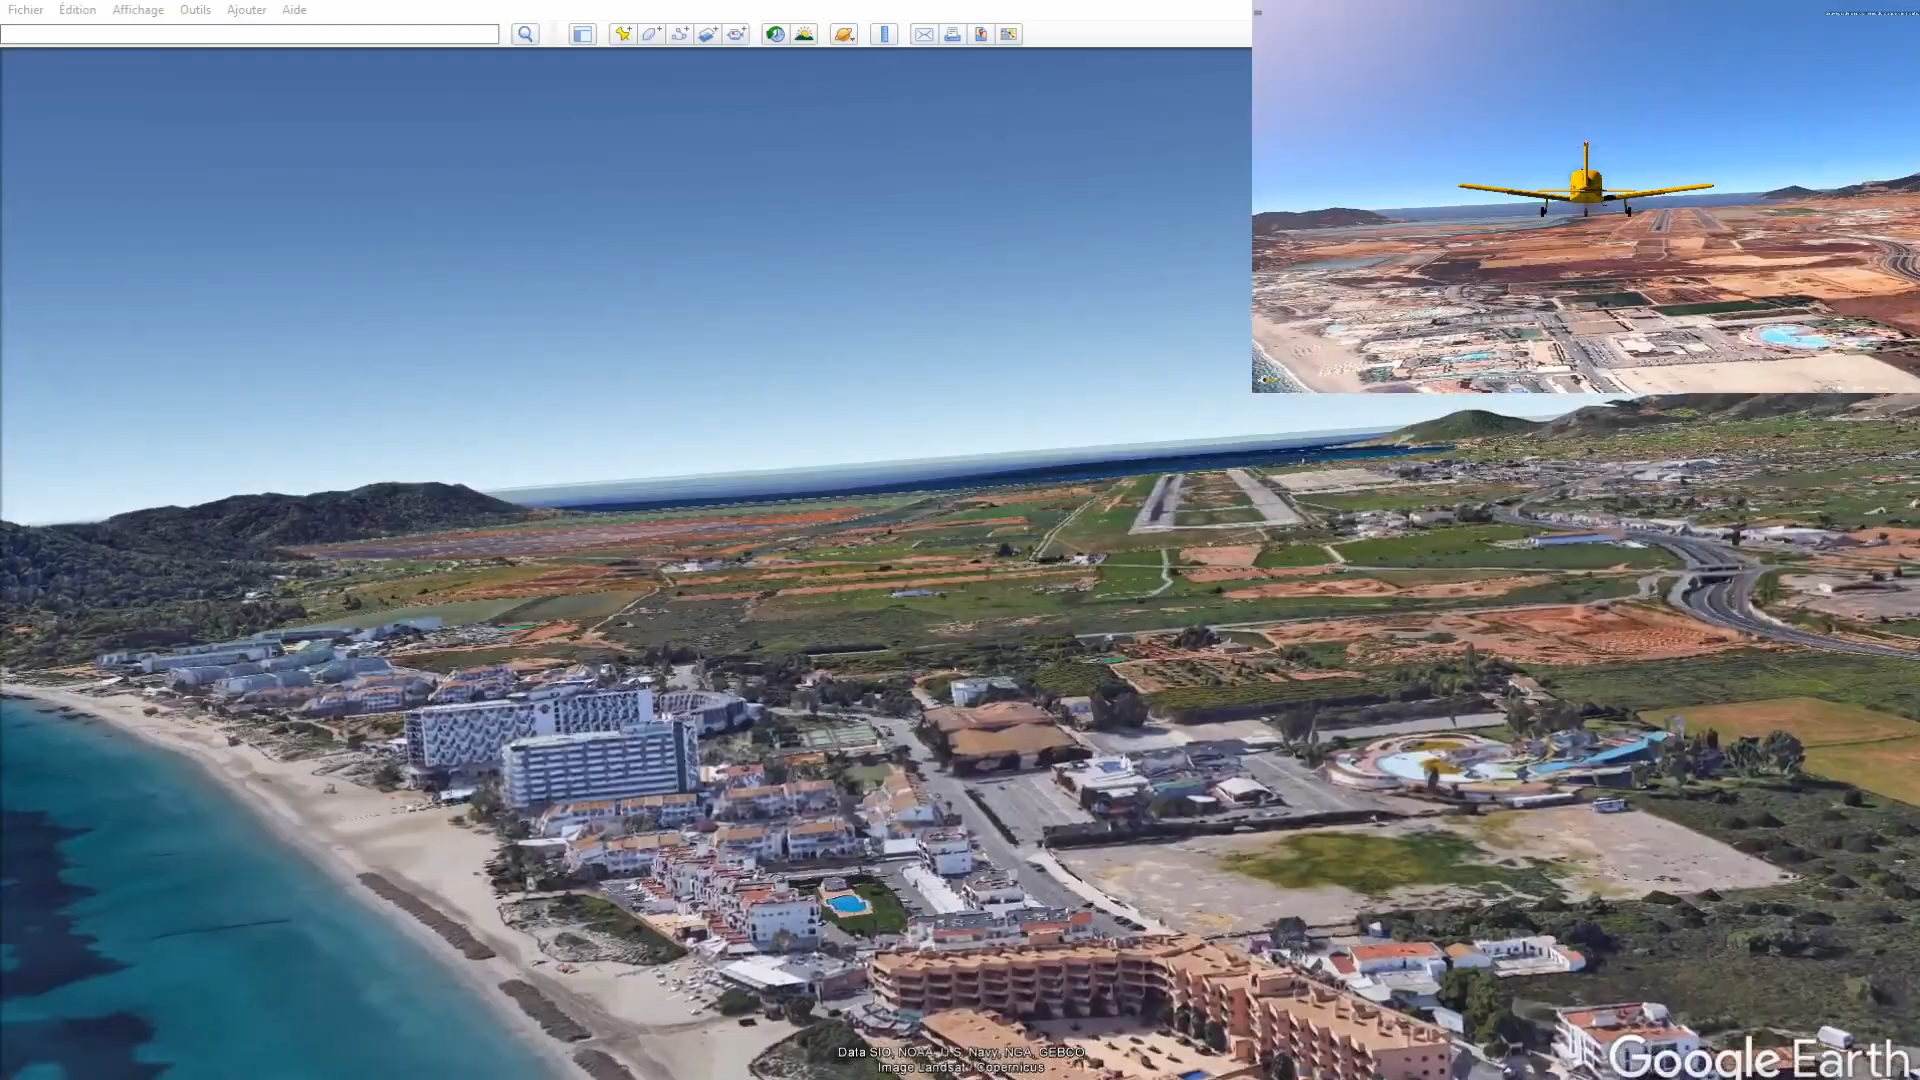 Fichier Édition Affichage Outils Ajouter Aide
Data SIO, NOAA, U.S. Navy, NGA, GEBCO
Image Landsat / Copernicus
Google Earth